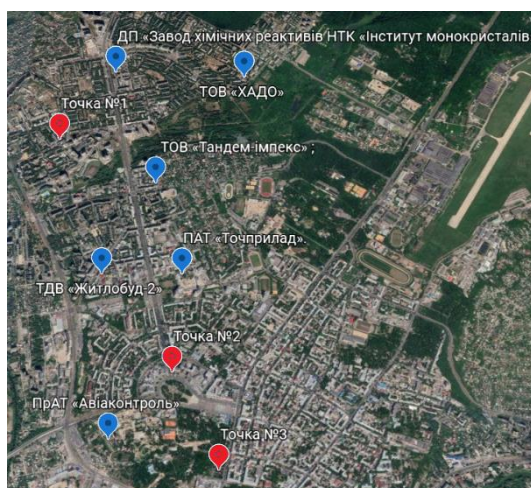 ДП «Завод хімічних реактивів НТК «Інститут монокристалів
ТОВ «ХАДО»
Точка №1
ТОВ «Тандем-імпекс» ;
ПАТ «Точприлад».
ТДВ «Житлобуд-2»
Точка №2
ПрАТ «Авіаконтроль»
Точка №3